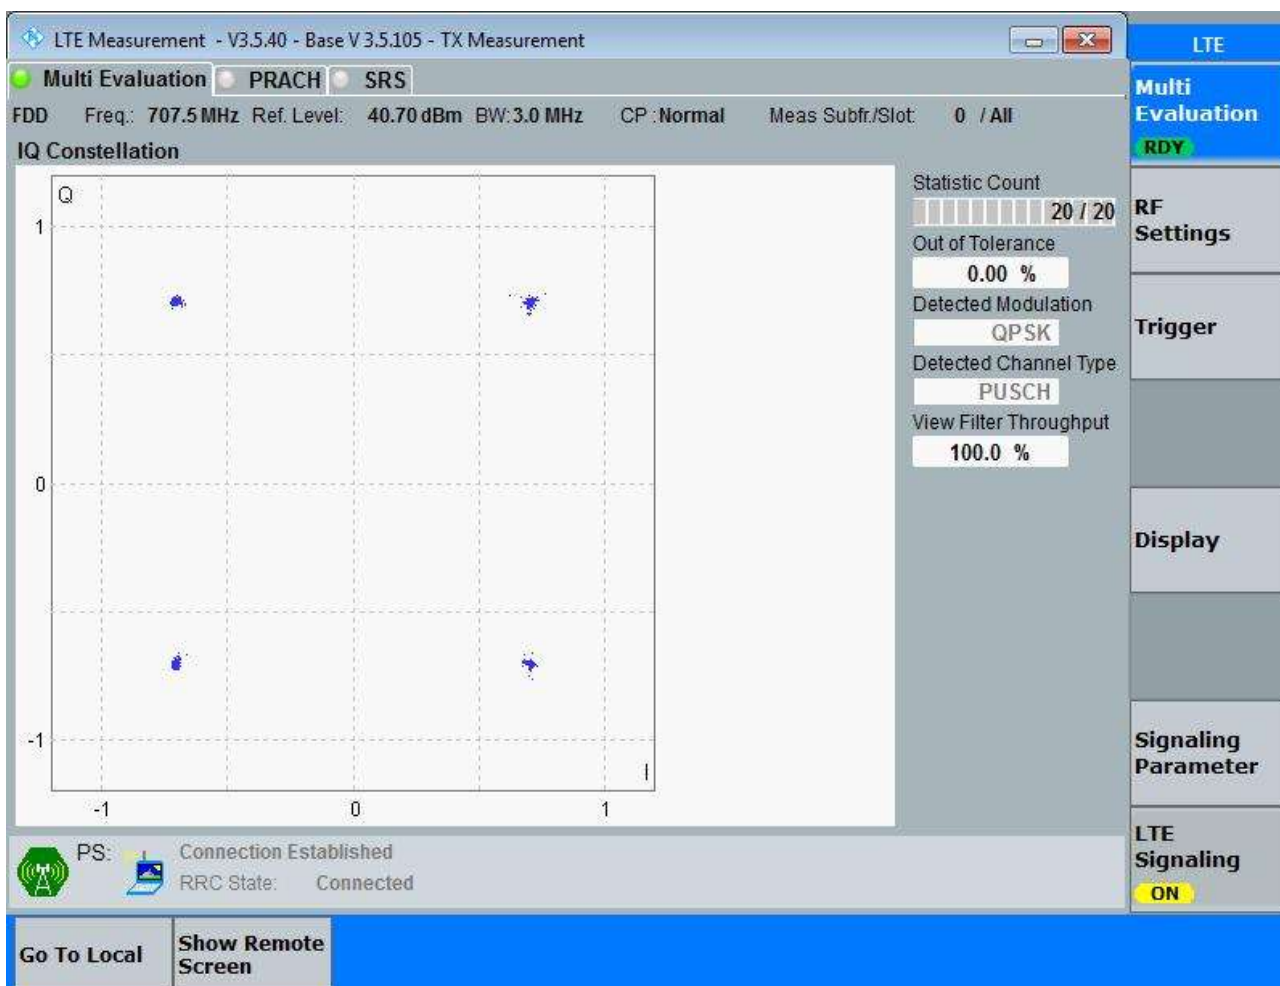 LTE Measurement - V3.5.40 - Base V 3.5.105 - TX Measurement
LTE
Multi Evaluation PRACH SRS
FDD Freq.: 707.5 MHz Ref. Level: 40.70 dBm BW: 3.0 MHz CP : Normal Meas Subfr./Slot: 0 / All
IQ Constellation
Q
1
0
-1
I
-1 0 1
Statistic Count
20 / 20
Out of Tolerance
0.00 %
Detected Modulation
QPSK
Detected Channel Type
PUSCH
View Filter Throughput
100.0 %
Multi
Evaluation
RDY
RF
Settings
Trigger
Display
Signaling
Parameter
LTE
Signaling
ON
PS: Connection Established
RRC State: Connected
Go To Local
Show Remote
Screen